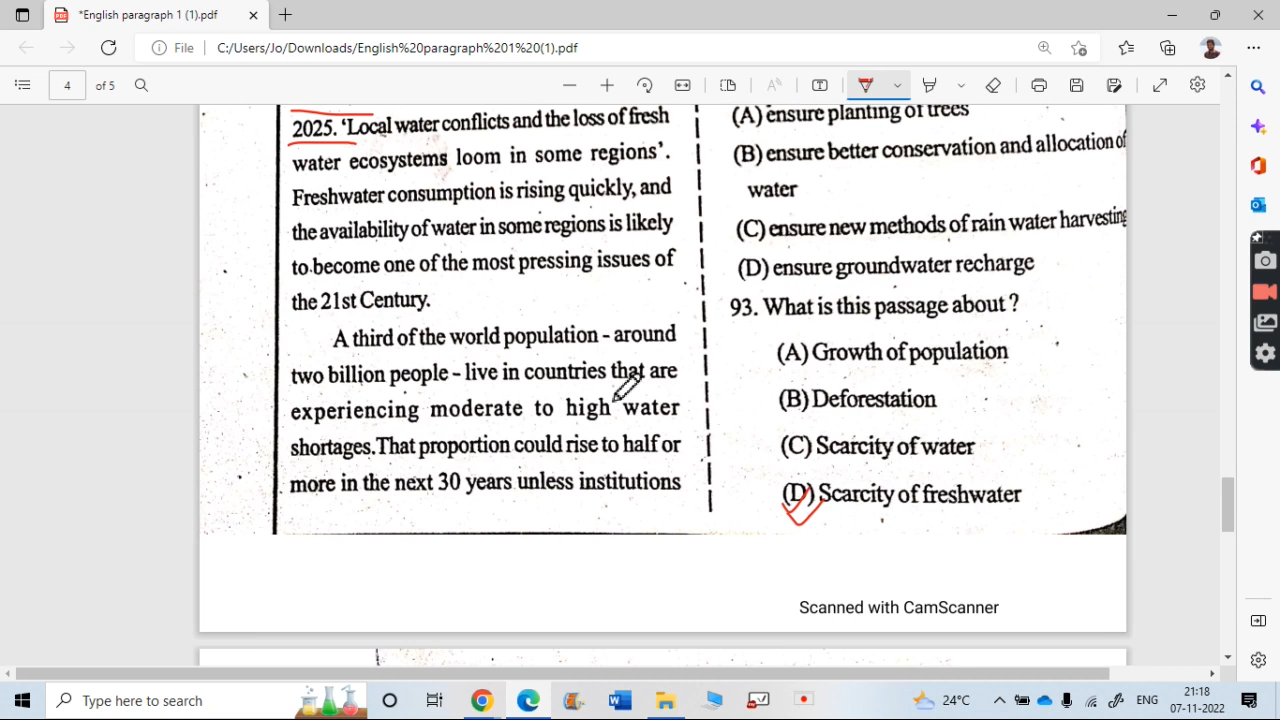 *English paragraph 1 (1).pdf
File
C:/Users/Jo/Downloads/English%20paragraph%201%20(1).pdf
4 of 5
2025. ‘Local water conflicts and the loss of fresh
water ecosystems loom in some regions’.
Freshwater consumption is rising quickly, and
the availability of water in some regions is likely
to become one of the most pressing issues of
the 21st Century.
A third of the world population - around
two billion people - live in countries that are
experiencing moderate to high water
shortages. That proportion could rise to half or
more in the next 30 years unless institutions
(A) ensure planting of trees
(B) ensure better conservation and allocation of
water
(C) ensure new methods of rain water harvesting
(D) ensure groundwater recharge
93. What is this passage about ?
(A) Growth of population
(B) Deforestation
(C) Scarcity of water
(D) Scarcity of freshwater
Scanned with CamScanner
Type here to search
24°C
ENG
21:18
07-11-2022